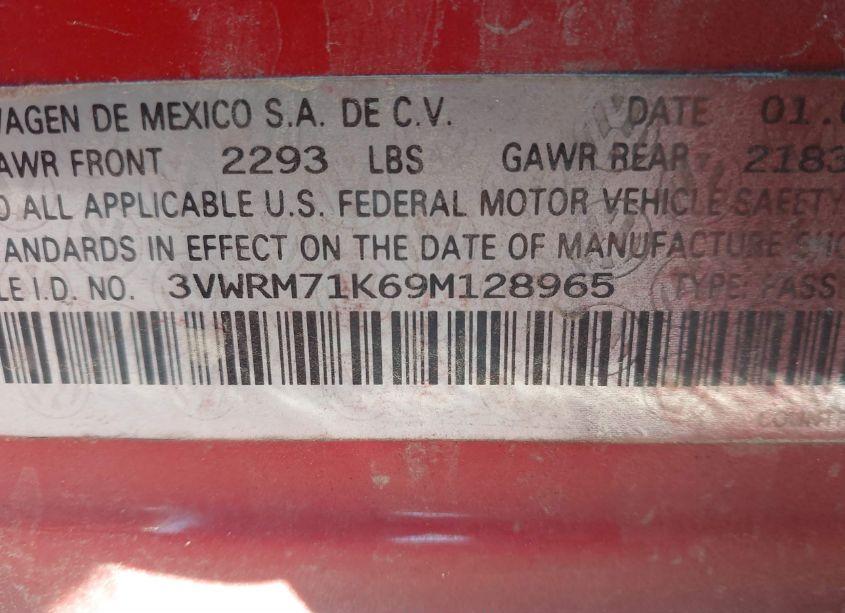 WAGEN DE MEXICO S.A. DE C.V. DATE 01.
AWR FRONT 2293 LBS GAWR REAR 2183
O ALL APPLICABLE U.S. FEDERAL MOTOR VEHICLE SAFETY
ANDARDS IN EFFECT ON THE DATE OF MANUFACTURE SHO
LE I.D. NO. 3VWRM71K69M128965 TYPE: PASS